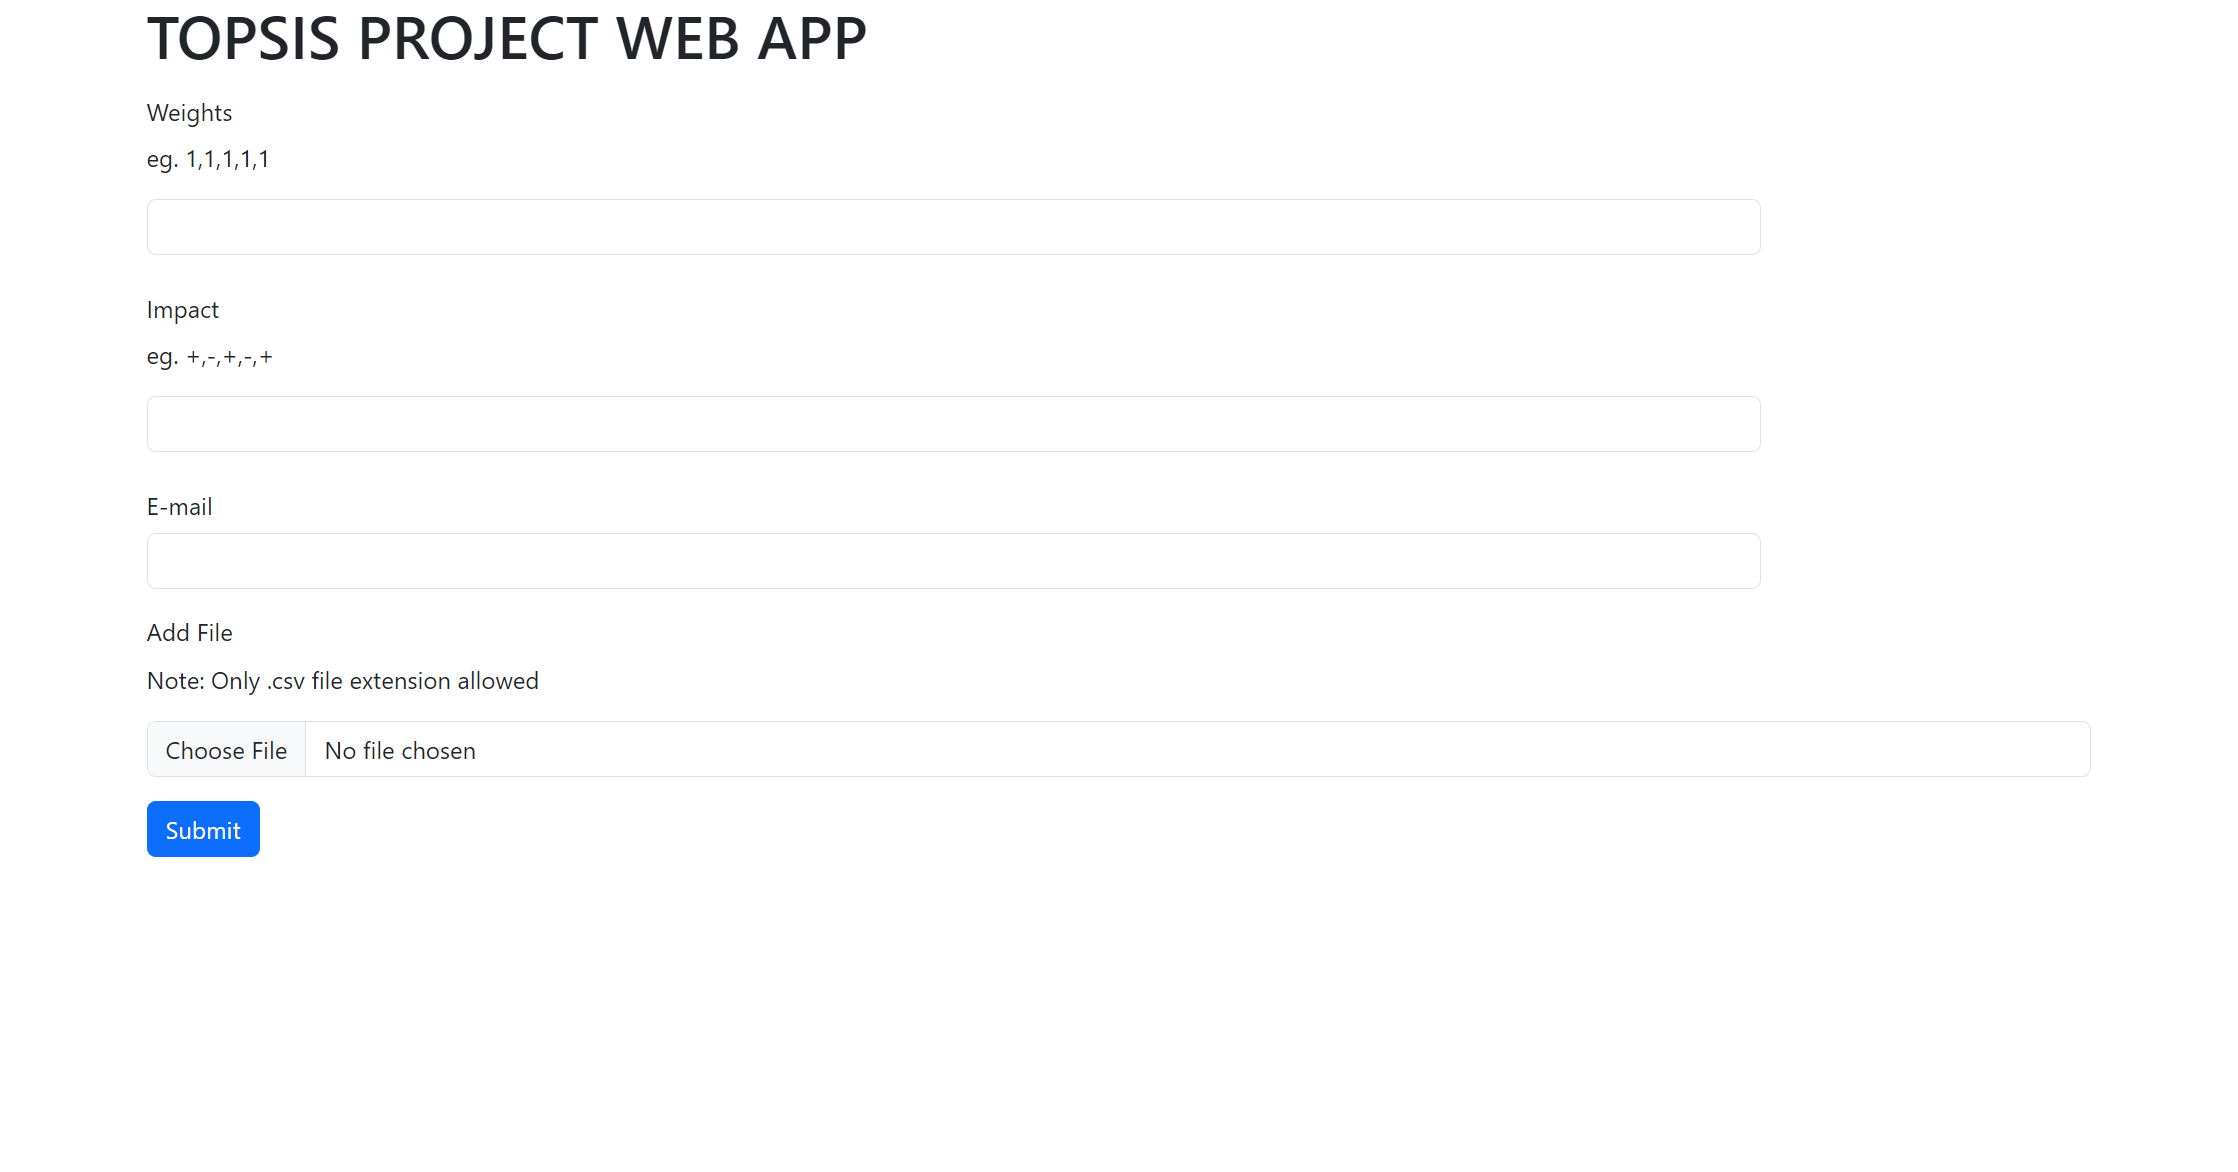 TOPSIS PROJECT WEB APP
Weights
eg. 1,1,1,1,1
Impact
eg. +,-,+,-,+
E-mail
Add File
Note: Only .csv file extension allowed
Choose File No file chosen
Submit